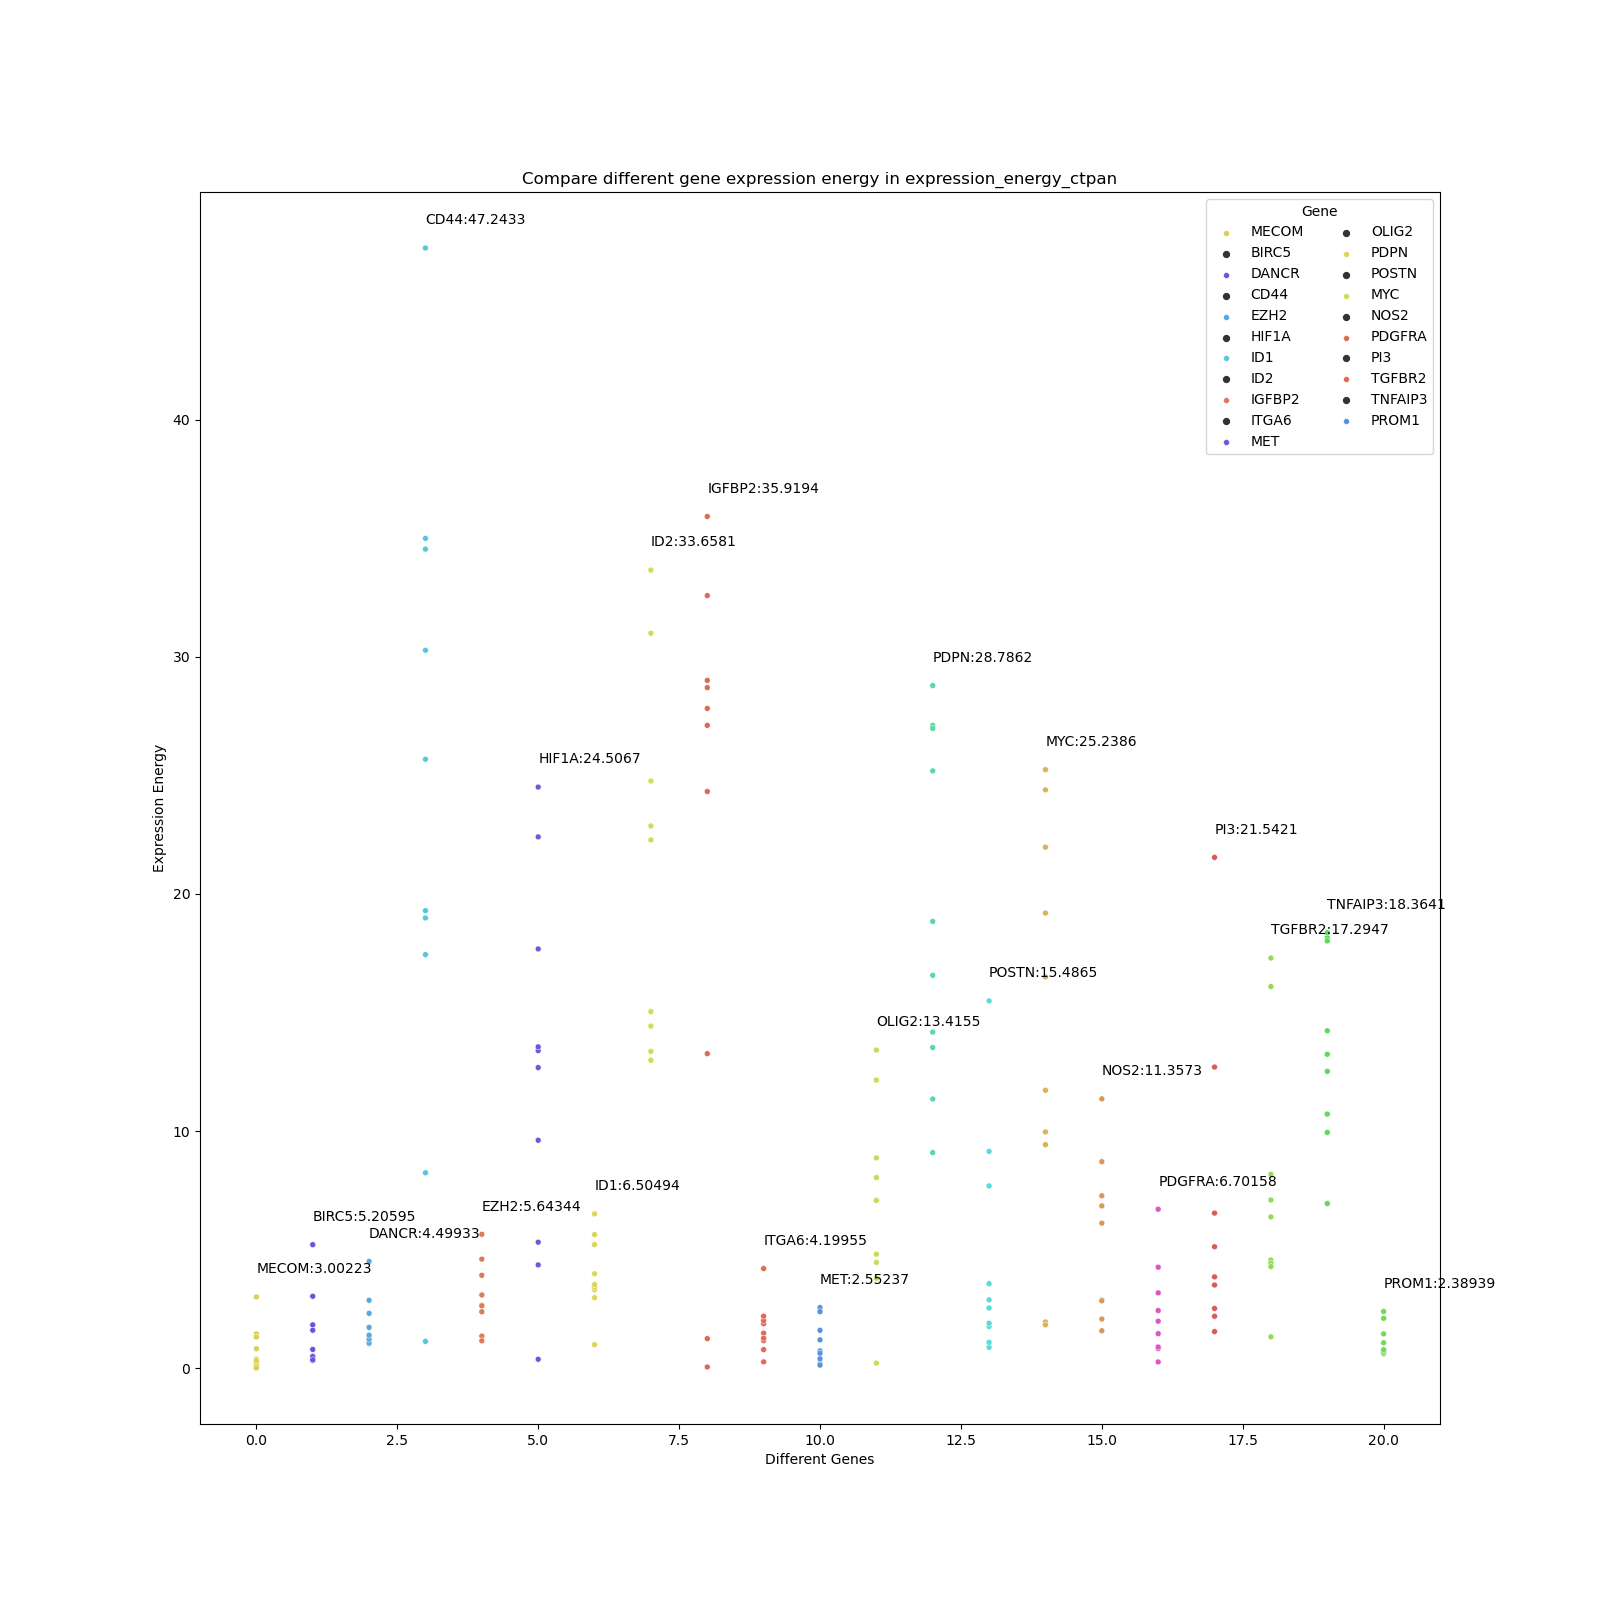 Compare different gene expression energy in expression_energy_ctpan
CD44:47.2433
Gene
MECOM
BIRC5
DANCR
CD44
EZH2
HIF1A
ID1
ID2
IGFBP2
ITGA6
MET
OLIG2
PDPN
POSTN
MYC
NOS2
PDGFRA
PI3
TGFBR2
TNFAIP3
PROM1
40
IGFBP2:35.9194
ID2:33.6581
30
PDPN:28.7862
MYC:25.2386
HIF1A:24.5067
PI3:21.5421
Expression Energy
20
TNFAIP3:18.3641
TGFBR2:17.2947
POSTN:15.4865
OLIG2:13.4155
NOS2:11.3573
10
ID1:6.50494
PDGFRA:6.70158
EZH2:5.64344
BIRC5:5.20595
DANCR:4.49933
ITGA6:4.19955
MECOM:3.00223
MET:2.55237
PROM1:2.38939
0
0.0
2.5
5.0
7.5
10.0
12.5
15.0
17.5
20.0
Different Genes